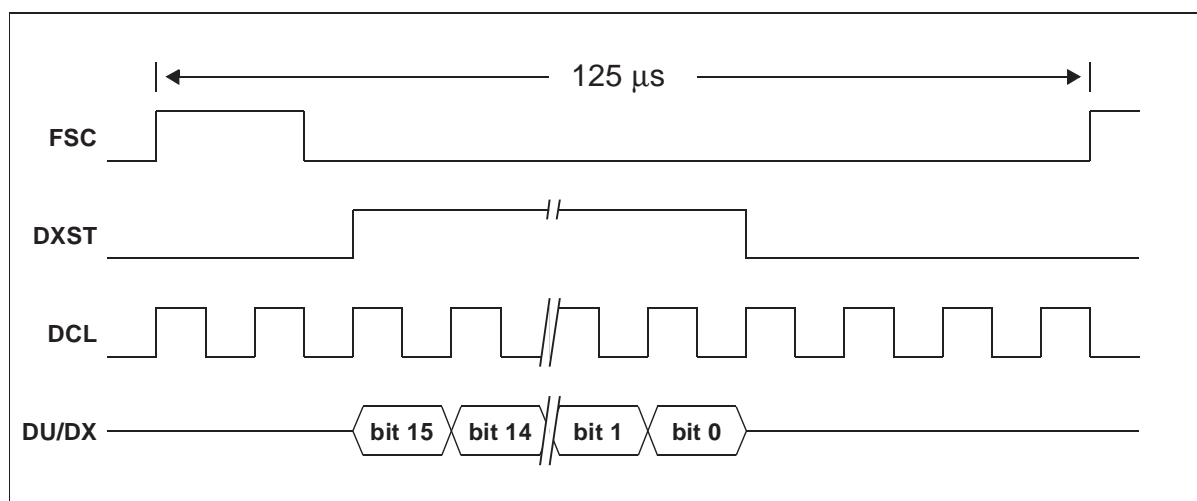 125 μs
FSC
DXST
DCL
DU/DX bit 15 bit 14 bit 1 bit 0